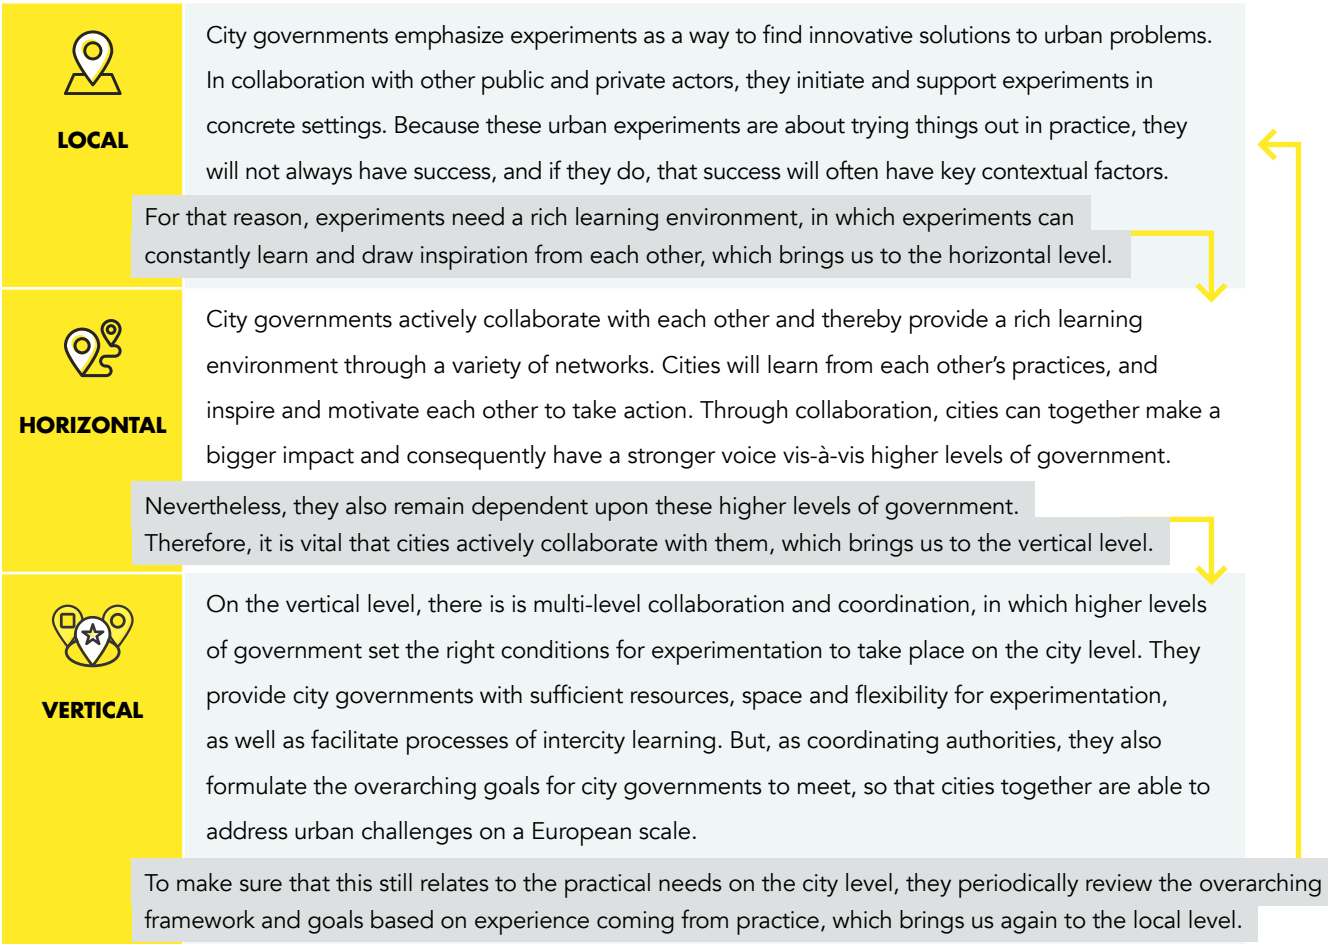 LOCAL
City governments emphasize experiments as a way to find innovative solutions to urban problems.
In collaboration with other public and private actors, they initiate and support experiments in
concrete settings. Because these urban experiments are about trying things out in practice, they
will not always have success, and if they do, that success will often have key contextual factors.
For that reason, experiments need a rich learning environment, in which experiments can
constantly learn and draw inspiration from each other, which brings us to the horizontal level.
HORIZONTAL
City governments actively collaborate with each other and thereby provide a rich learning
environment through a variety of networks. Cities will learn from each other’s practices, and
inspire and motivate each other to take action. Through collaboration, cities can together make a
bigger impact and consequently have a stronger voice vis-à-vis higher levels of government.
Nevertheless, they also remain dependent upon these higher levels of government.
Therefore, it is vital that cities actively collaborate with them, which brings us to the vertical level.
VERTICAL
On the vertical level, there is is multi-level collaboration and coordination, in which higher levels
of government set the right conditions for experimentation to take place on the city level. They
provide city governments with sufficient resources, space and flexibility for experimentation,
as well as facilitate processes of intercity learning. But, as coordinating authorities, they also
formulate the overarching goals for city governments to meet, so that cities together are able to
address urban challenges on a European scale.
To make sure that this still relates to the practical needs on the city level, they periodically review the overarching
framework and goals based on experience coming from practice, which brings us again to the local level.